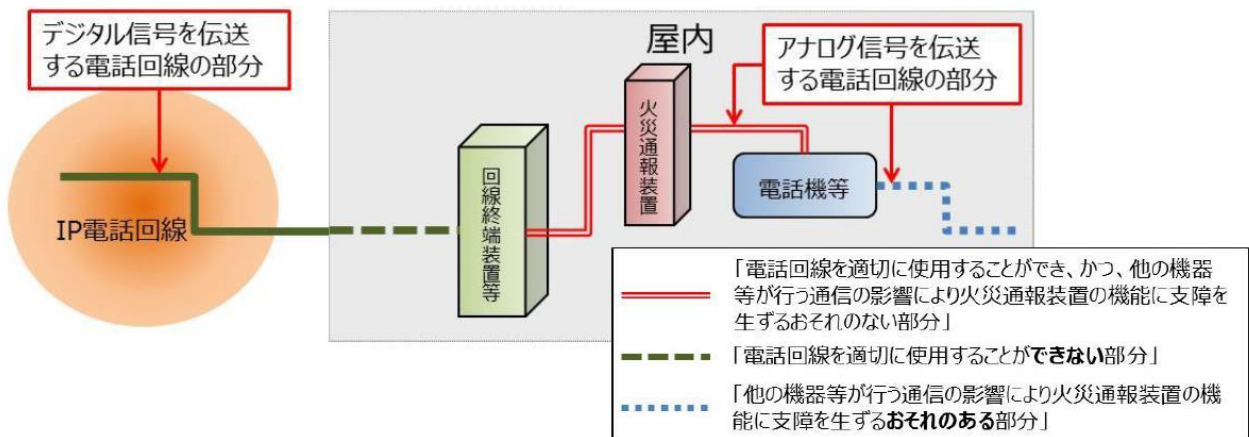 デジタル信号を伝送
する電話回線の部分
屋内
アナログ信号を伝送
する電話回線の部分
火災通報装置
回線終端装置等
電話機等
IP電話回線
「電話回線を適切に使用することができ、かつ、他の機器
等が行う通信の影響により火災通報装置の機能に支障を
生ずるおそれのない部分」
「電話回線を適切に使用することができない部分」
「他の機器等が行う通信の影響により火災通報装置の機
能に支障を生ずるおそれのある部分」